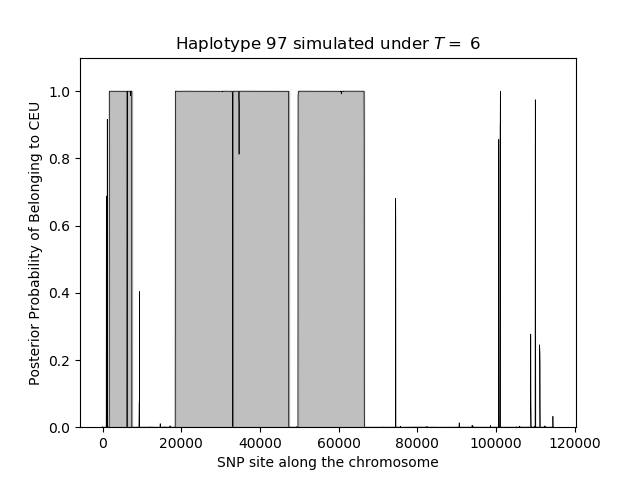 Haplotype 97 simulated under T = 6
Posterior Probability of Belonging to CEU
1.0
0.8
0.6
0.4
0.2
0.0
0 20000 40000 60000 80000 100000 120000
SNP site along the chromosome